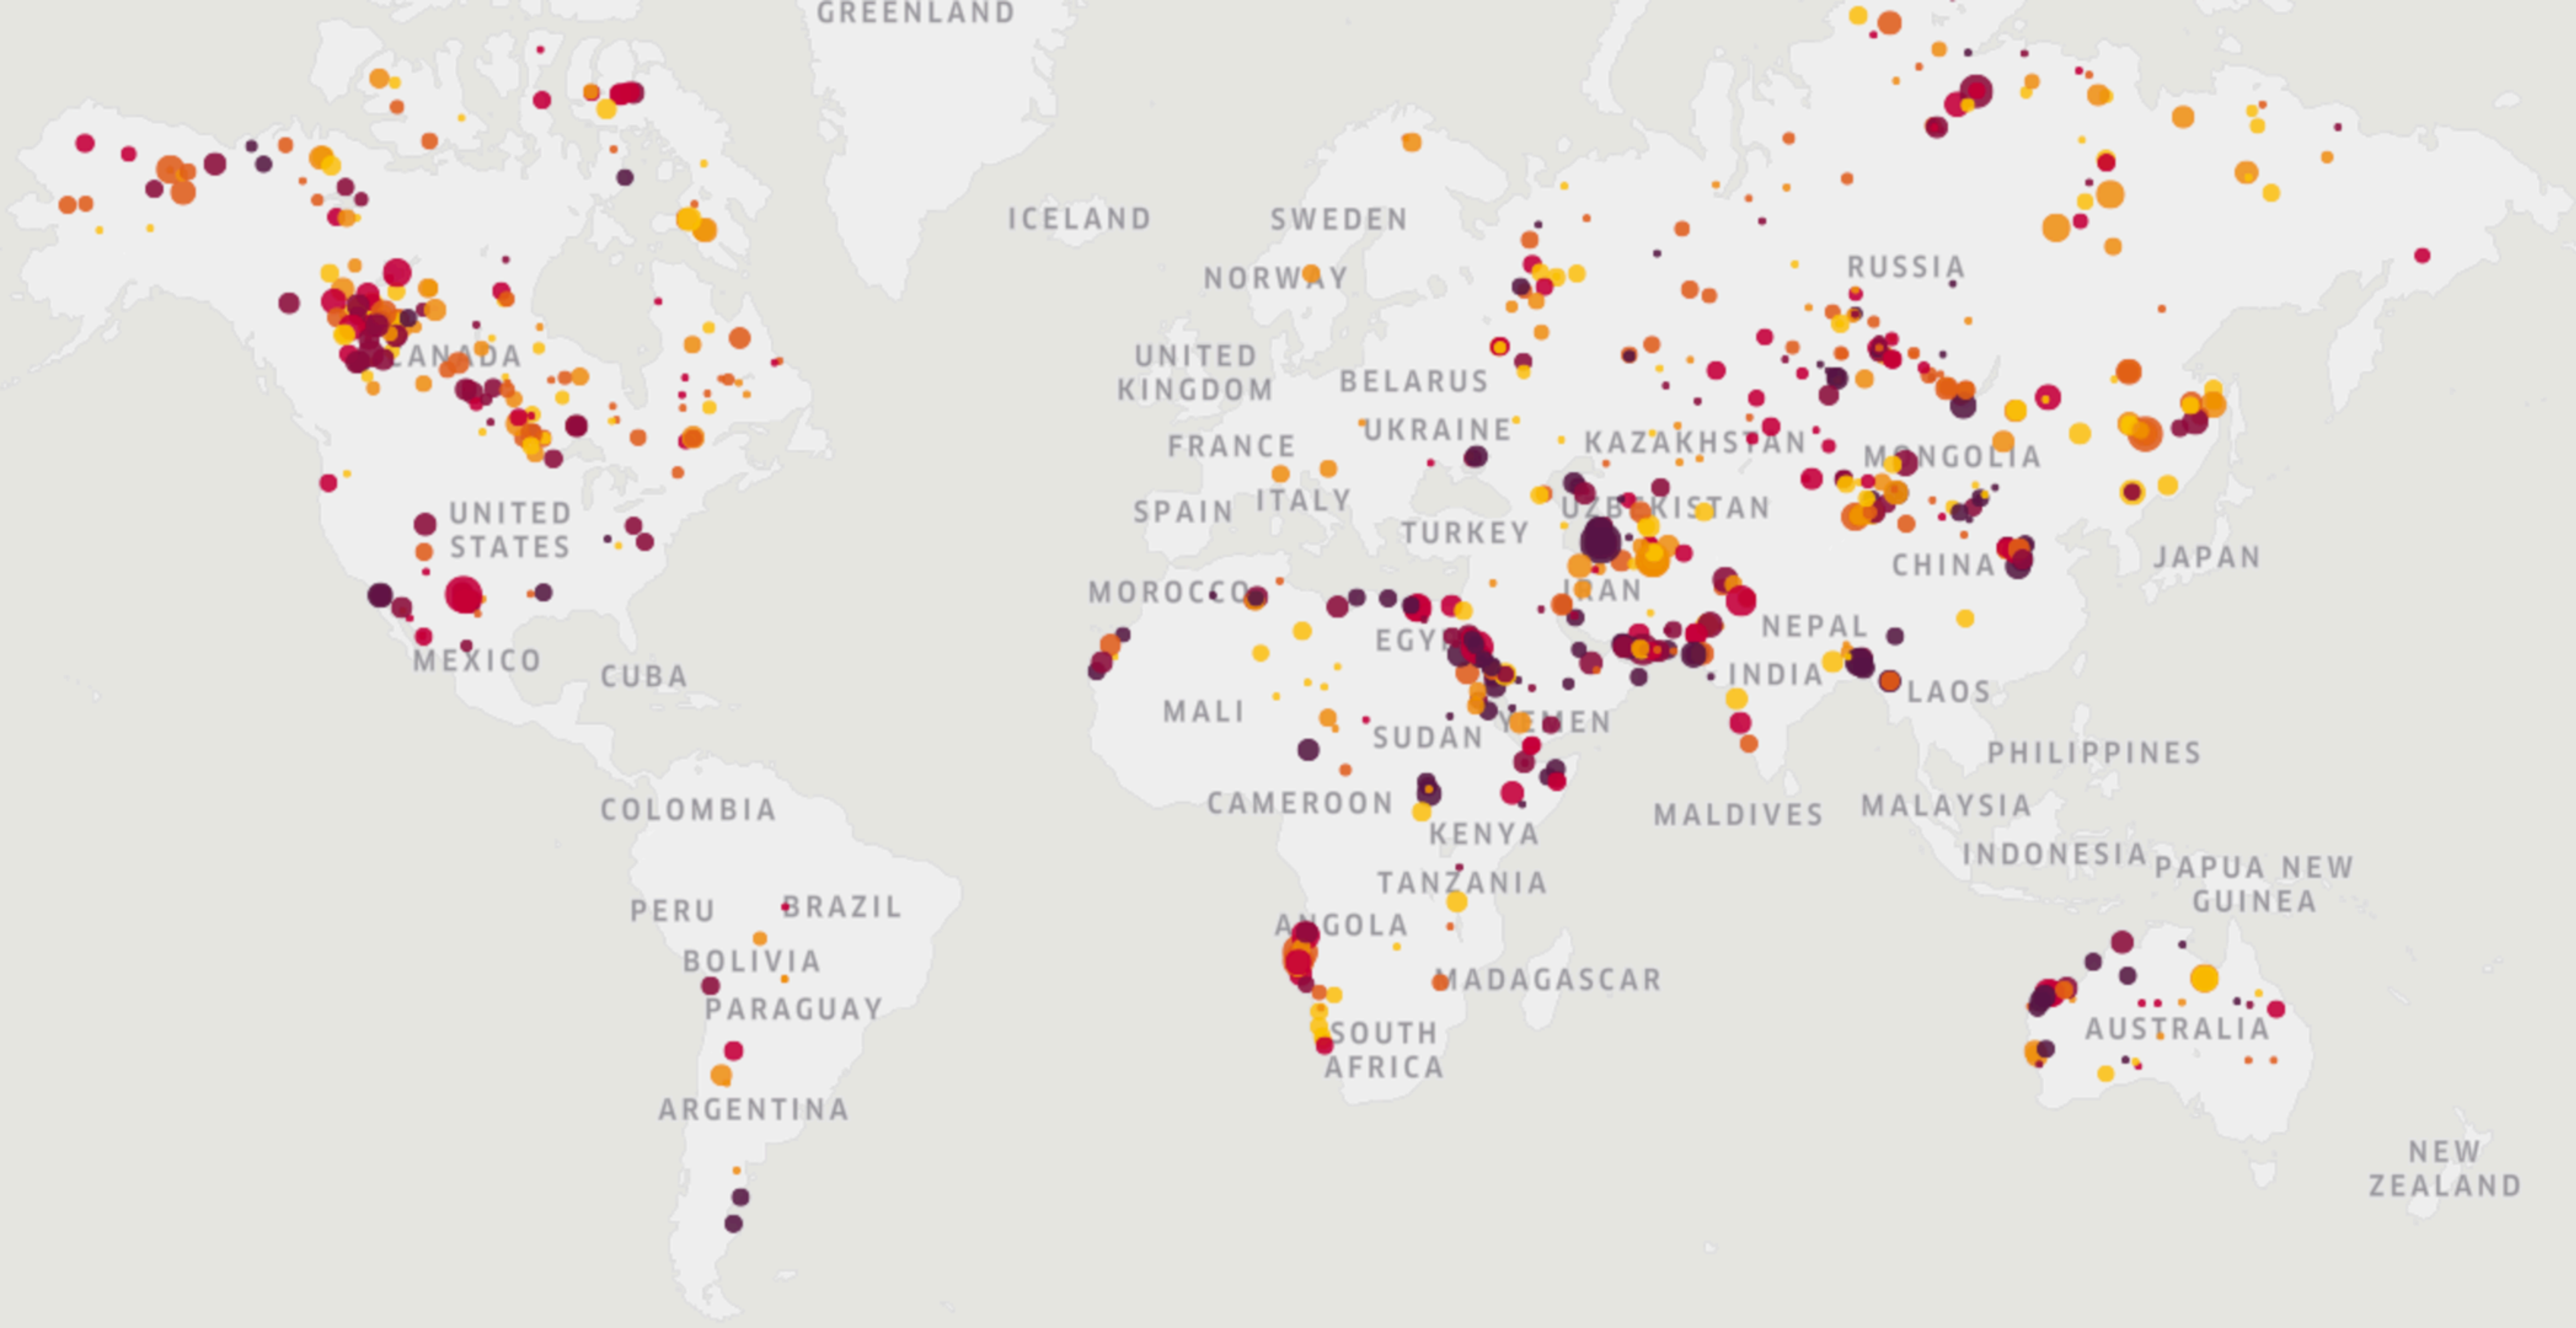 GREENLAND
ICELAND
SWEDEN
NORWAY
RUSSIA
UNITED
KINGDOM
CANADA
BELARUS
UKRAINE
FRANCE
KAZAKHSTAN
MONGOLIA
ITALY
SPAIN
UZBEKISTAN
UNITED
STATES
TURKEY
CHINA
JAPAN
MOROCCO
IRAN
NEPAL
EGYPT
MEXICO
CUBA
INDIA
LAOS
MALI
SUDAN
YEMEN
PHILIPPINES
CAMEROON
COLOMBIA
MALDIVES
MALAYSIA
KENYA
INDONESIA
PAPUA NEW
GUINEA
TANZANIA
PERU
BRAZIL
ANGOLA
BOLIVIA
MADAGASCAR
PARAGUAY
SOUTH
AFRICA
AUSTRALIA
ARGENTINA
NEW
ZEALAND